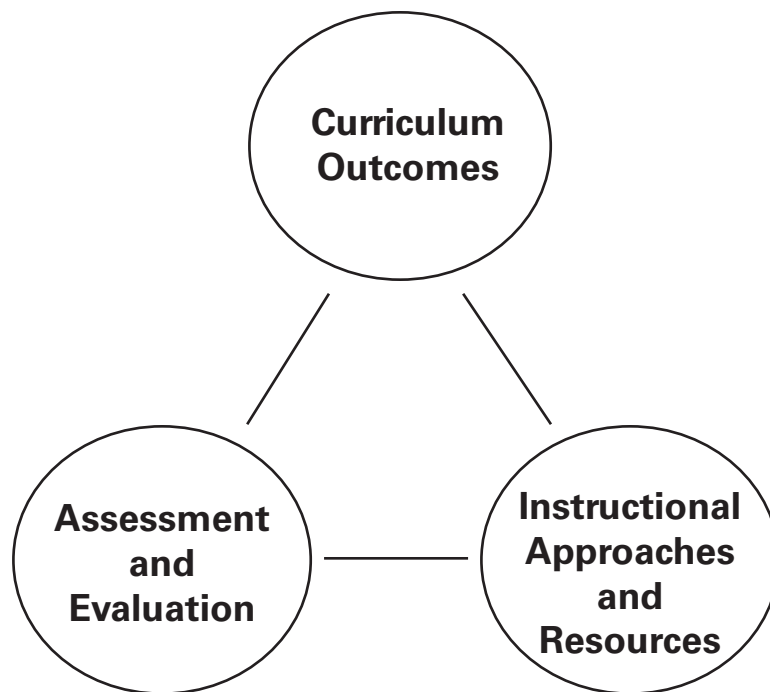 Curriculum
Outcomes
Assessment
and
Evaluation
Instructional
Approaches
and
Resources